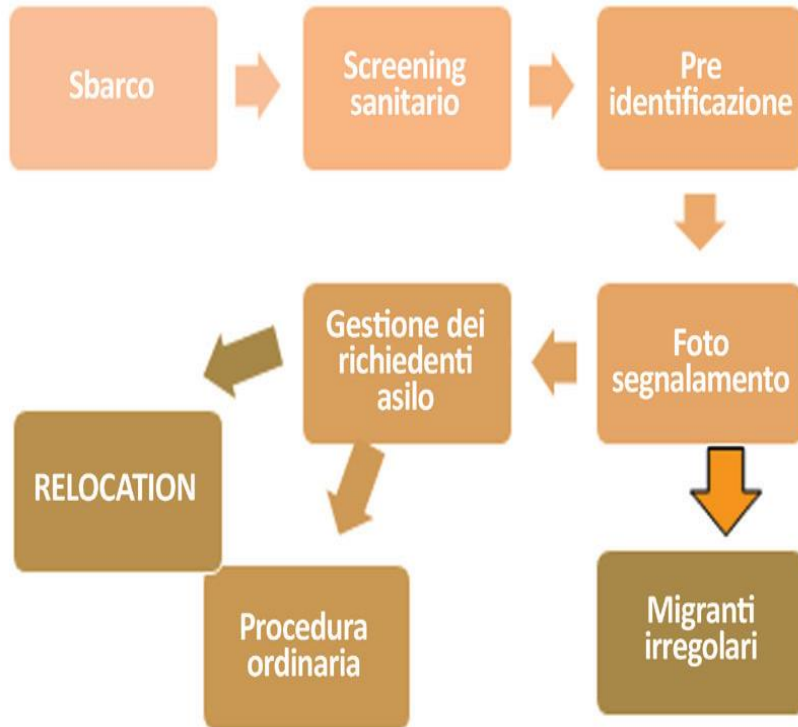 Sbarco
Screening
sanitario
Pre
identificazione
Gestione dei
richiedenti
asilo
Foto
segnalamento
RELOCATION
Procedura
ordinaria
Migranti
irregolari